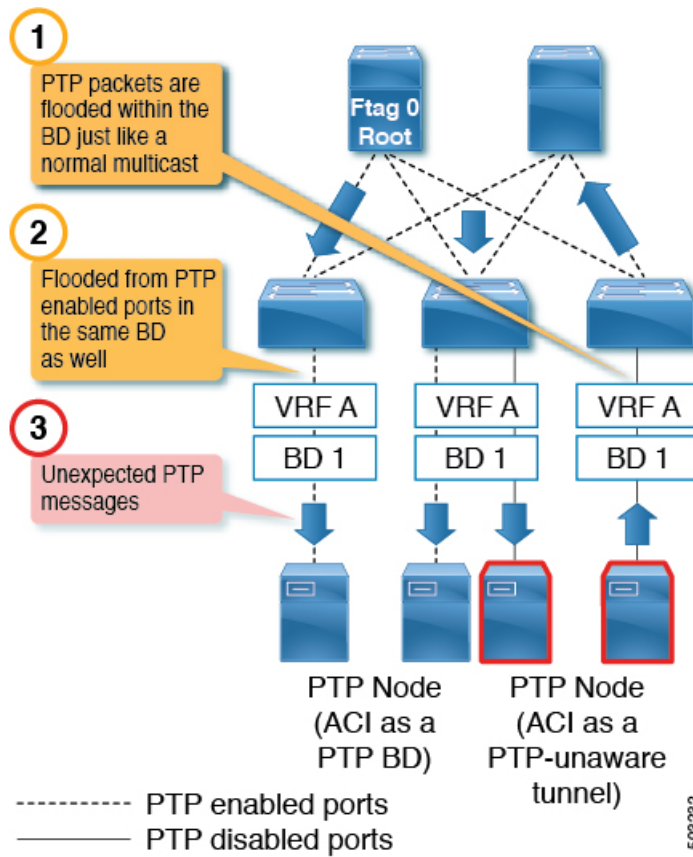 1
PTP packets are
flooded within the
BD just like a
normal multicast
Ftag 0
Root
2
Flooded from PTP
enabled ports in
the same BD
as well
3
Unexpected PTP
messages
VRF A
VRF A
VRF A
BD 1
BD 1
BD 1
PTP Node
(ACI as a
PTP BD)
PTP Node
(ACI as a
PTP-unaware
tunnel)
PTP enabled ports
PTP disabled ports